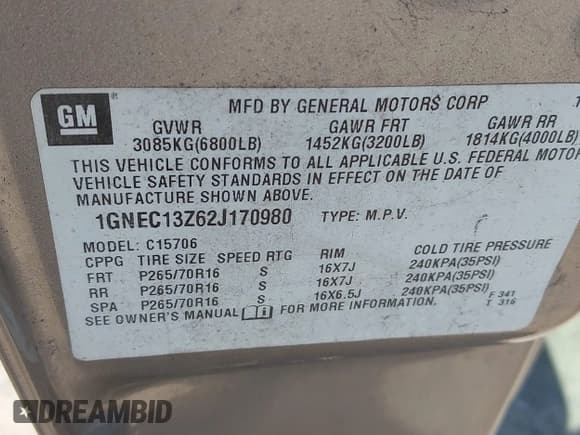 GM
MFD BY GENERAL MOTORS CORP
GVWR GAWR FRT GAWR RR
3085KG(6800LB) 1452KG(3200LB) 1814KG(4000LB)
THIS VEHICLE CONFORMS TO ALL APPLICABLE U.S. FEDERAL MOTOR
VEHICLE SAFETY STANDARDS IN EFFECT ON THE DATE OF
MANUFACTURE SHOWN ABOVE.
1GNEC13Z62J170980 TYPE: M.P.V.
MODEL: C15706
CPPG TIRE SIZE SPEED RTG RIM COLD TIRE PRESSURE
FRT P265/70R16 S 16X7J 240KPA(35PSI)
RR P265/70R16 S 16X7J 240KPA(35PSI)
SPA P265/70R16 S 16X6.5J 240KPA(35PSI)
SEE OWNER'S MANUAL FOR MORE INFORMATION. F 341
T 316
DREAMBID